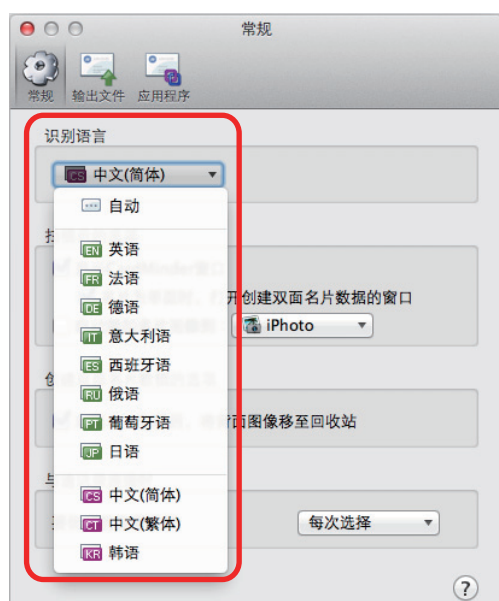 常规
常规 输出文件 应用程序
识别语言
CS 中文(简体)
自动
EN 英语
FR 法语
DE 德语
打开创建双面名片数据的窗口
iPhoto
IT 意大利语
ES 西班牙语
RU 俄语
PT 葡萄牙语
背面图像移至回收站
JP 日语
CS 中文(简体)
CT 中文(繁体)
每次选择
KR 韩语
?